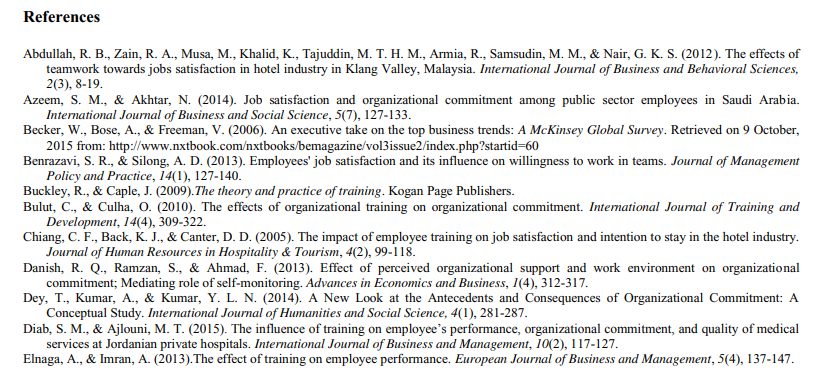 References
Abdullah, R. B., Zain, R. A., Musa, M., Khalid, K., Tajuddin, M. T. H. M., Armia, R., Samsudin, M. M., & Nair, G. K. S. (2012). The effects of
teamwork towards jobs satisfaction in hotel industry in Klang Valley, Malaysia. International Journal of Business and Behavioral Sciences,
2(3), 8-19.
Azeem, S. M., & Akhtar, N. (2014). Job satisfaction and organizational commitment among public sector employees in Saudi Arabia.
International Journal of Business and Social Science, 5(7), 127-133.
Becker, W., Bose, A., & Freeman, V. (2006). An executive take on the top business trends: A McKinsey Global Survey. Retrieved on 9 October,
2015 from: http://www.nxtbook.com/nxtbooks/bemagazine/vol3issue2/index.php?startid=60
Benrazavi, S. R., & Silong, A. D. (2013). Employees' job satisfaction and its influence on willingness to work in teams. Journal of Management
Policy and Practice, 14(1), 127-140.
Buckley, R., & Caple, J. (2009).The theory and practice of training. Kogan Page Publishers.
Bulut, C., & Culha, O. (2010). The effects of organizational training on organizational commitment. International Journal of Training and
Development, 14(4), 309-322.
Chiang, C. F., Back, K. J., & Canter, D. D. (2005). The impact of employee training on job satisfaction and intention to stay in the hotel industry.
Journal of Human Resources in Hospitality & Tourism, 4(2), 99-118.
Danish, R. Q., Ramzan, S., & Ahmad, F. (2013). Effect of perceived organizational support and work environment on organizational
commitment; Mediating role of self-monitoring. Advances in Economics and Business, 1(4), 312-317.
Dey, T., Kumar, A., & Kumar, Y. L. N. (2014). A New Look at the Antecedents and Consequences of Organizational Commitment: A
Conceptual Study. International Journal of Humanities and Social Science, 4(1), 281-287.
Diab, S. M., & Ajlouni, M. T. (2015). The influence of training on employee’s performance, organizational commitment, and quality of medical
services at Jordanian private hospitals. International Journal of Business and Management, 10(2), 117-127.
Elnaga, A., & Imran, A. (2013).The effect of training on employee performance. European Journal of Business and Management, 5(4), 137-147.